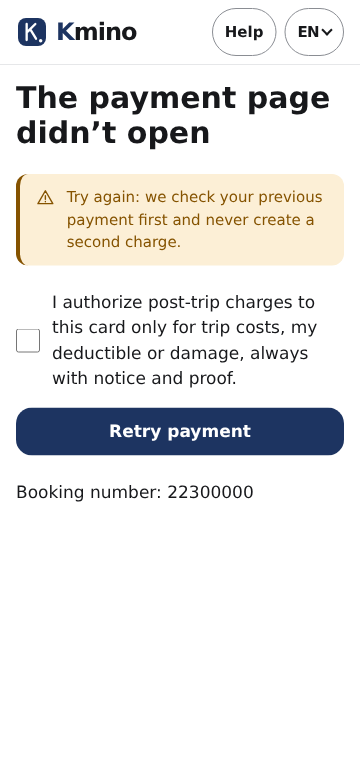 K. Kmino
Help
EN
The payment page
didn’t open
Try again: we check your previous
payment first and never create a
second charge.
I authorize post-trip charges to
this card only for trip costs, my
deductible or damage, always
with notice and proof.
Retry payment
Booking number: 22300000